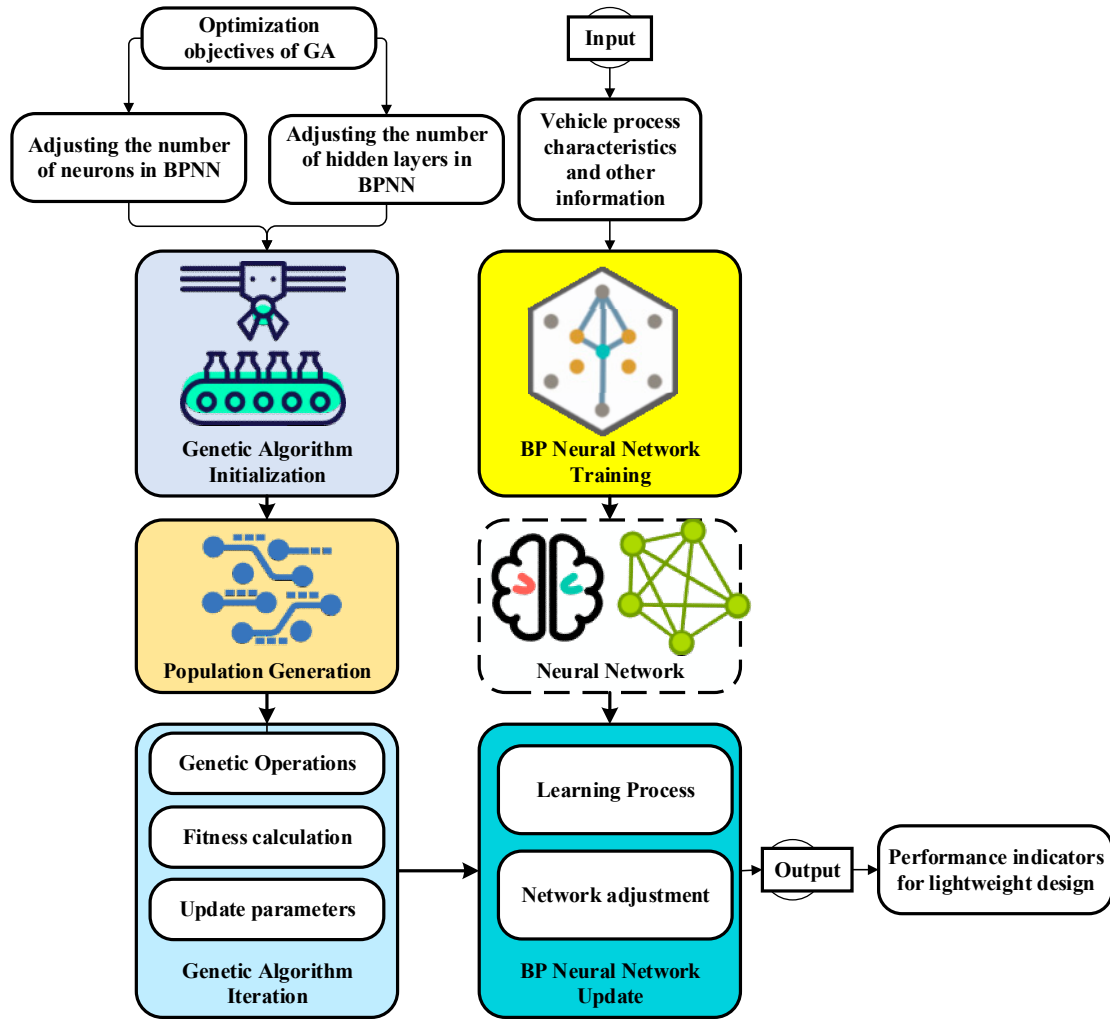 Optimization
objectives of GA
Input
Adjusting the number
of neurons in BPNN
Adjusting the number
of hidden layers in
BPNN
Vehicle process
characteristics
and other
information
Genetic Algorithm
Initialization
BP Neural Network
Training
Population Generation
Neural Network
Genetic Operations
Fitness calculation
Update parameters
Genetic Algorithm
Iteration
Learning Process
Network adjustment
BP Neural Network
Update
Output
Performance indicators
for lightweight design